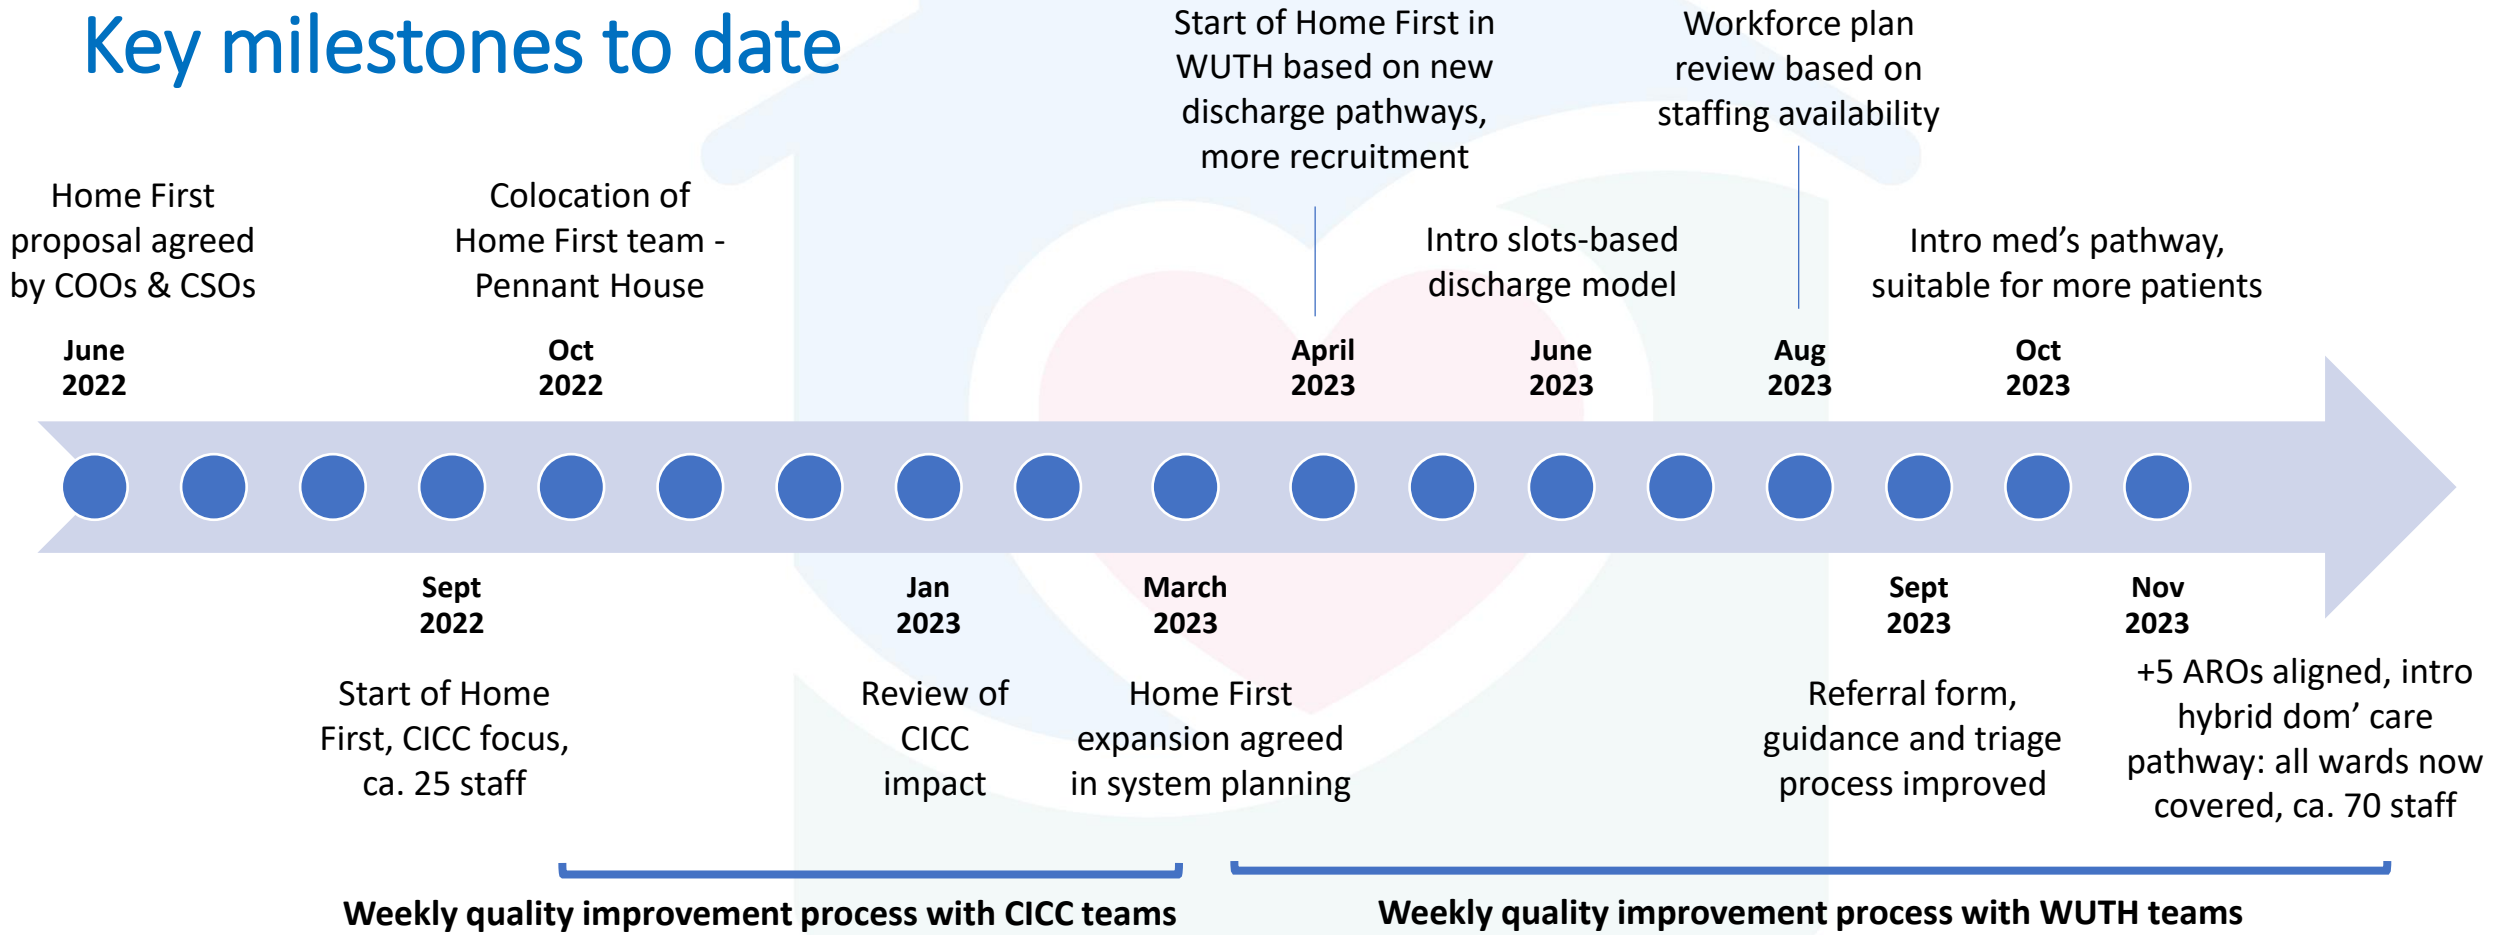 Key milestones to date
Home First
proposal agreed
by COOs & CSOs
June
2022
Colocation of
Home First team -
Pennant House
Oct
2022
Start of Home First in
WUTH based on new
discharge pathways,
more recruitment
April
2023
Intro slots-based
discharge model
June
2023
Workforce plan
review based on
staffing availability
Aug
2023
Intro med's pathway,
suitable for more patients
Oct
2023
Sept
2022
Start of Home
First, CICC focus,
ca. 25 staff
Jan
2023
Review of
CICC
impact
March
2023
Home First
expansion agreed
in system planning
Sept
2023
Referral form,
guidance and triage
process improved
Nov
2023
+5 AROs aligned, intro
hybrid dom’ care
pathway: all wards now
covered, ca. 70 staff
Weekly quality improvement process with CICC teams
Weekly quality improvement process with WUTH teams